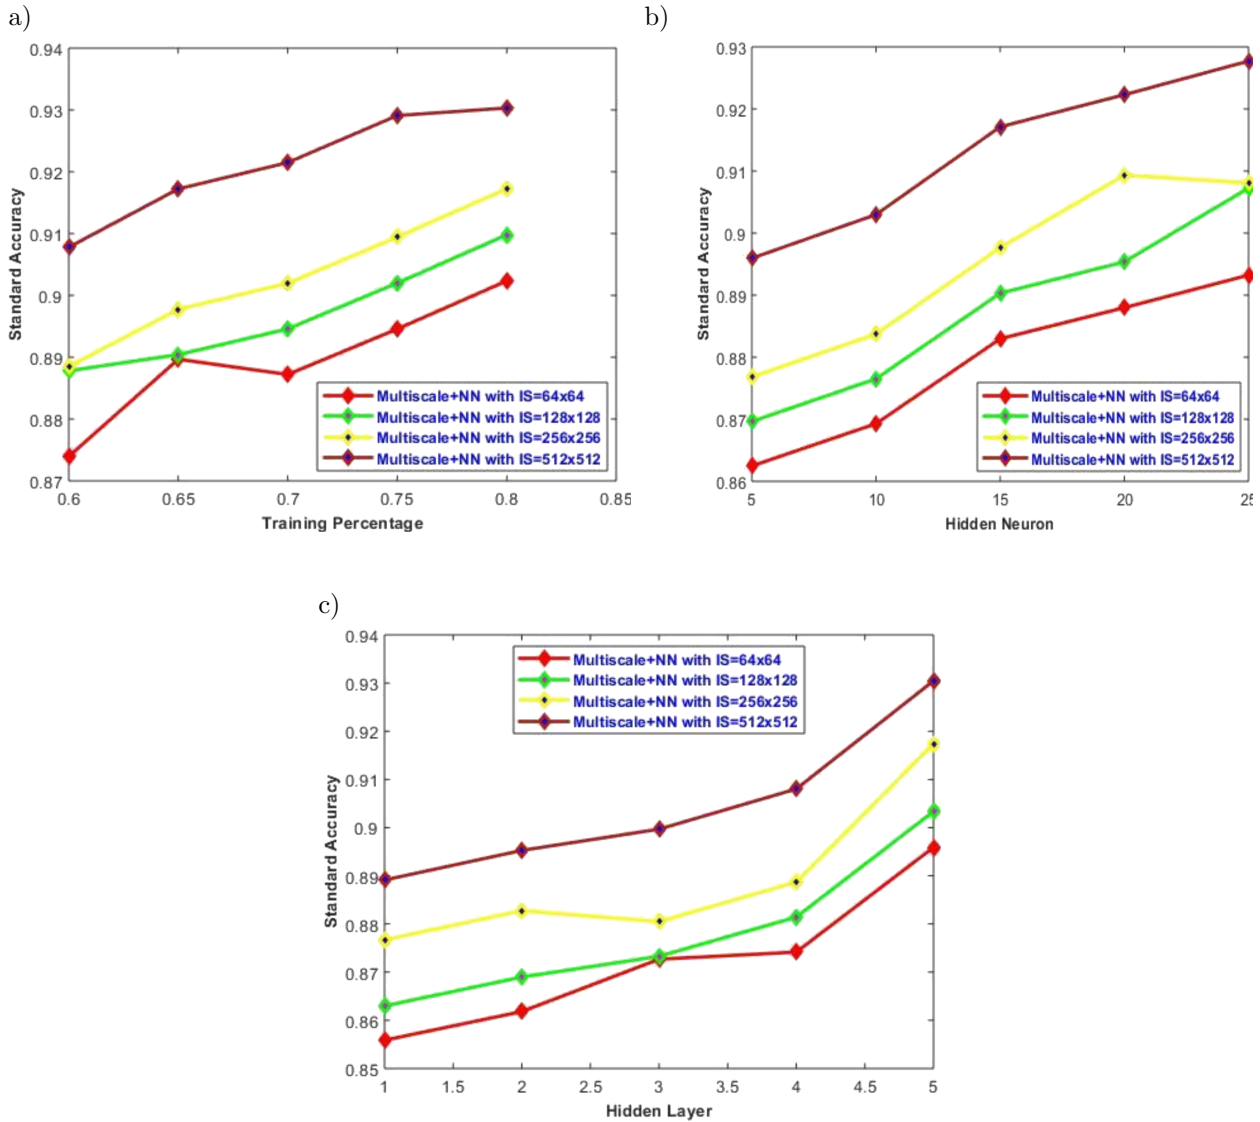 a)
0.94
0.93
0.92
0.91
0.9
0.89
0.88
0.87
Standard Accuracy
Multiscale+NN with IS=64x64
Multiscale+NN with IS=128x128
Multiscale+NN with IS=256x256
Multiscale+NN with IS=512x512
0.6 0.65 0.7 0.75 0.8 0.85
Training Percentage
b)
0.93
0.92
0.91
0.9
0.89
0.88
0.87
0.86
Standard Accuracy
Multiscale+NN with IS=64x64
Multiscale+NN with IS=128x128
Multiscale+NN with IS=256x256
Multiscale+NN with IS=512x512
5 10 15 20 25
Hidden Neuron
c)
0.94
0.93
0.92
0.91
0.9
0.89
0.88
0.87
0.86
0.85
Standard Accuracy
Multiscale+NN with IS=64x64
Multiscale+NN with IS=128x128
Multiscale+NN with IS=256x256
Multiscale+NN with IS=512x512
1 1.5 2 2.5 3 3.5 4 4.5 5
Hidden Layer